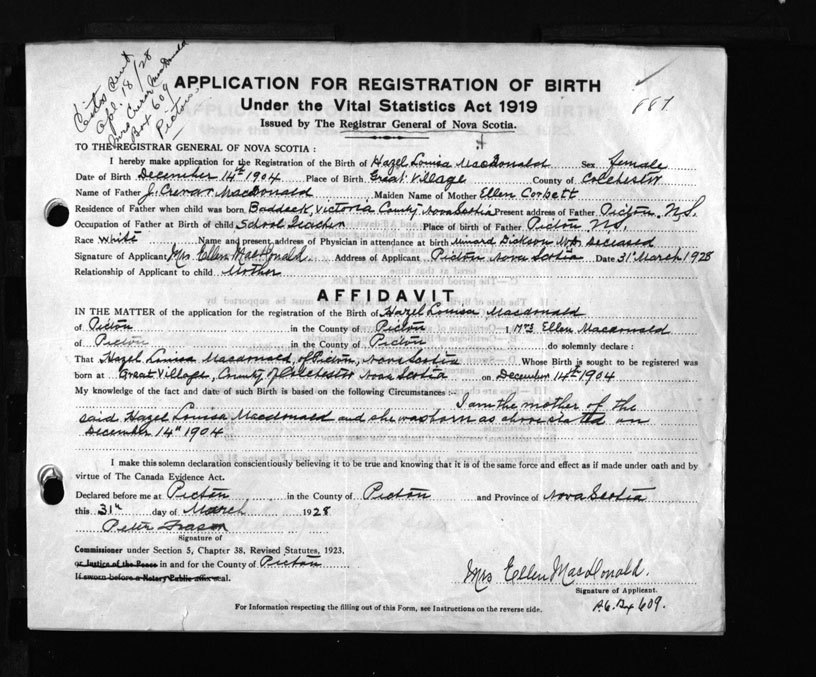 Apl. 18/28
Box 609
Pictou.
887.
APPLICATION FOR REGISTRATION OF BIRTH
Under the Vital Statistics Act 1919
Issued by The Registrar General of Nova Scotia.
TO THE REGISTRAR GENERAL OF NOVA SCOTIA :
I hereby make application for the Registration of the Birth of Hazel Louisa MacDonald Sex female
Date of Birth December 14th 1904 Place of Birth Great Village County of Colchester
Name of Father J. Crerar MacDonald Maiden Name of Mother Ellen Corbett
Residence of Father when child was born Baddeck, Victoria County Nova Scotia Present address of Father Pictou N.S.
Occupation of Father at Birth of child School Teacher Place of birth of Father Pictou N.S.
Race White Name and present address of Physician in attendance at birth Dickson M.D. Deceased
Signature of Applicant Mrs. Ellen MacDonald. Address of Applicant Pictou Nova Scotia Date 31st March 1928
Relationship of Applicant to child Mother
AFFIDAVIT
IN THE MATTER of the application for the registration of the Birth of Hazel Louisa Macdonald
of Pictou in the County of Pictou I, Mrs Ellen Macdonald
of Pictou in the County of Pictou do solemnly declare :
That Hazel Louisa Macdonald, of Pictou, Nova Scotia Whose Birth is sought to be registered was
born at Great Village, County of Colchester Nova Scotia on December 14th 1904
My knowledge of the fact and date of such Birth is based on the following Circumstances :-
I am the mother of the
said Hazel Louisa Macdonald and she was born as above stated on
December 14th 1904
I make this solemn declaration conscientiously believing it to be true and knowing that it is of the same force and effect as if made under oath and by
virtue of The Canada Evidence Act.
Declared before me at Pictou in the County of Pictou and Province of Nova Scotia
this 31st day of March 1928
Peter
Signature of
Commissioner under Section 5, Chapter 38, Revised Statutes, 1923.
or Justice of the Peace in and for the County of Pictou
If sworn before a Notary Public affix seal.
Mrs Ellen MacDonald.
Signature of Applicant.
609.
For Information respecting the filling out of this Form, see Instructions on the reverse side.